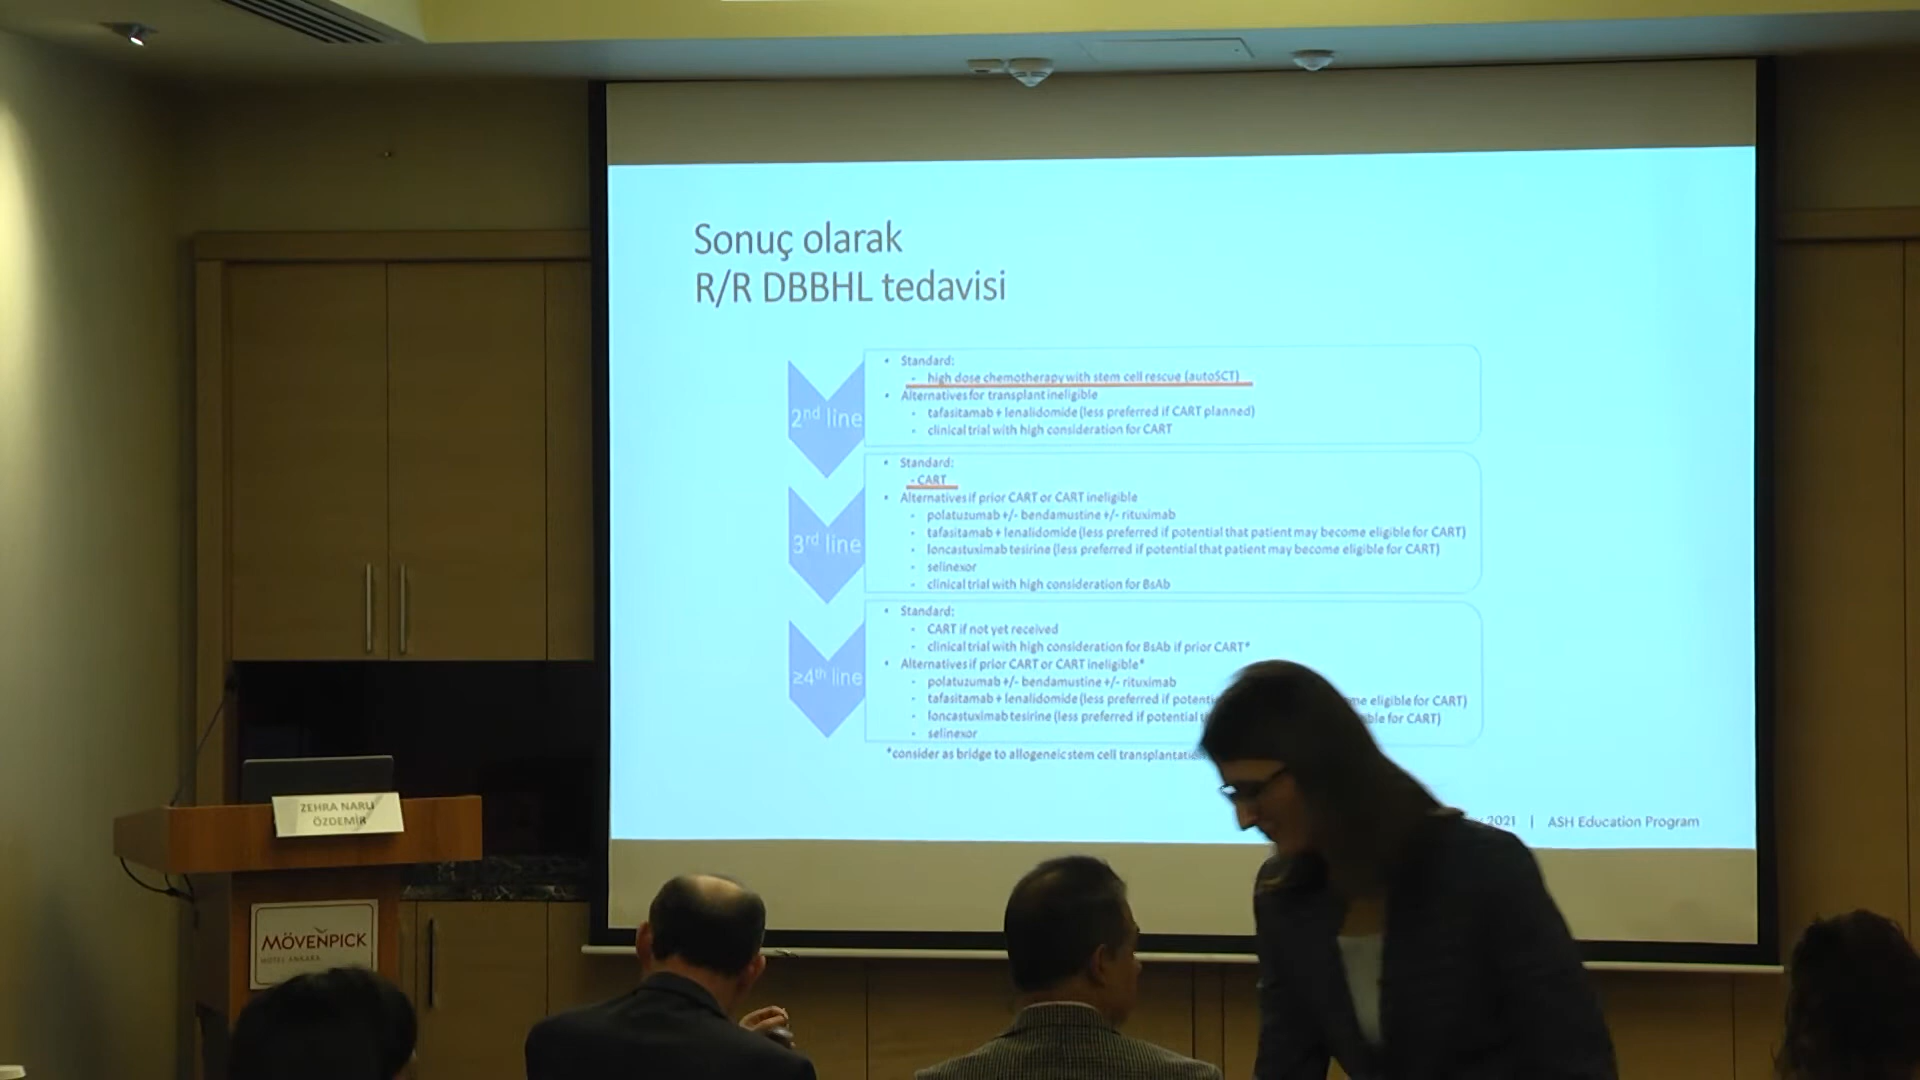 Sonuç olarak
R/R DBBHL tedavisi
2nd line
• Standard:
- high dose chemotherapy with stem cell rescue (autoSCT)
• Alternatives for transplant ineligible
- tafasitamab + lenalidomide (less preferred if CART planned)
- clinical trial with high consideration for CART
3rd line
• Standard:
- CART
• Alternatives if prior CART or CART ineligible
- polatuzumab +/- bendamustine +/- rituximab
- tafasitamab + lenalidomide (less preferred if potential that patient may become eligible for CART)
- loncastuximab tesirine (less preferred if potential that patient may become eligible for CART)
- selinexor
- clinical trial with high consideration for BsAb
≥4th line
• Standard:
- CART if not yet received
- clinical trial with high consideration for BsAb if prior CART*
• Alternatives if prior CART or CART ineligible*
- polatuzumab +/- bendamustine +/- rituximab
- tafasitamab + lenalidomide (less preferred if eligible for CART)
- loncastuximab tesirine (less preferred if potential for CART)
- selinexor
*consider as bridge to allogeneic stem cell
2021 | ASH Education Program
ZEHRA NARLI
ÖZDEMİR
MÖVENPICK
HOTEL ANKARA